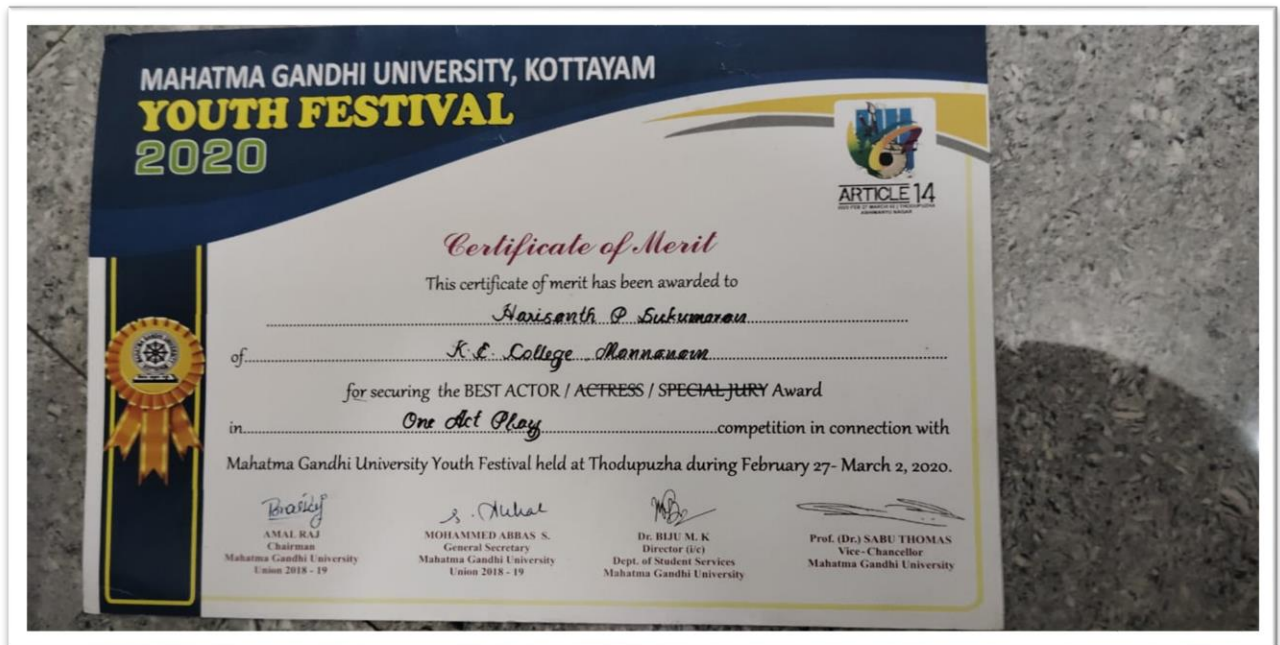 MAHATMA GANDHI UNIVERSITY, KOTTAYAM
YOUTH FESTIVAL
2020
ARTICLE 14
Certificate of Merit
This certificate of merit has been awarded to
Harisanth P Sukumaran
of K.E. College Mannanam
for securing the BEST ACTOR / ACTRESS / SPECIAL JURY Award
in One Act Play competition in connection with
Mahatma Gandhi University Youth Festival held at Thodupuzha during February 27- March 2, 2020.
AMAL RAJ
Chairman
Mahatma Gandhi University
Union 2018 - 19
MOHAMMED ABBAS S.
General Secretary
Mahatma Gandhi University
Union 2018 - 19
Dr. BIJU M. K
Director (i/c)
Dept. of Student Services
Mahatma Gandhi University
Prof. (Dr.) SABU THOMAS
Vice-Chancellor
Mahatma Gandhi University